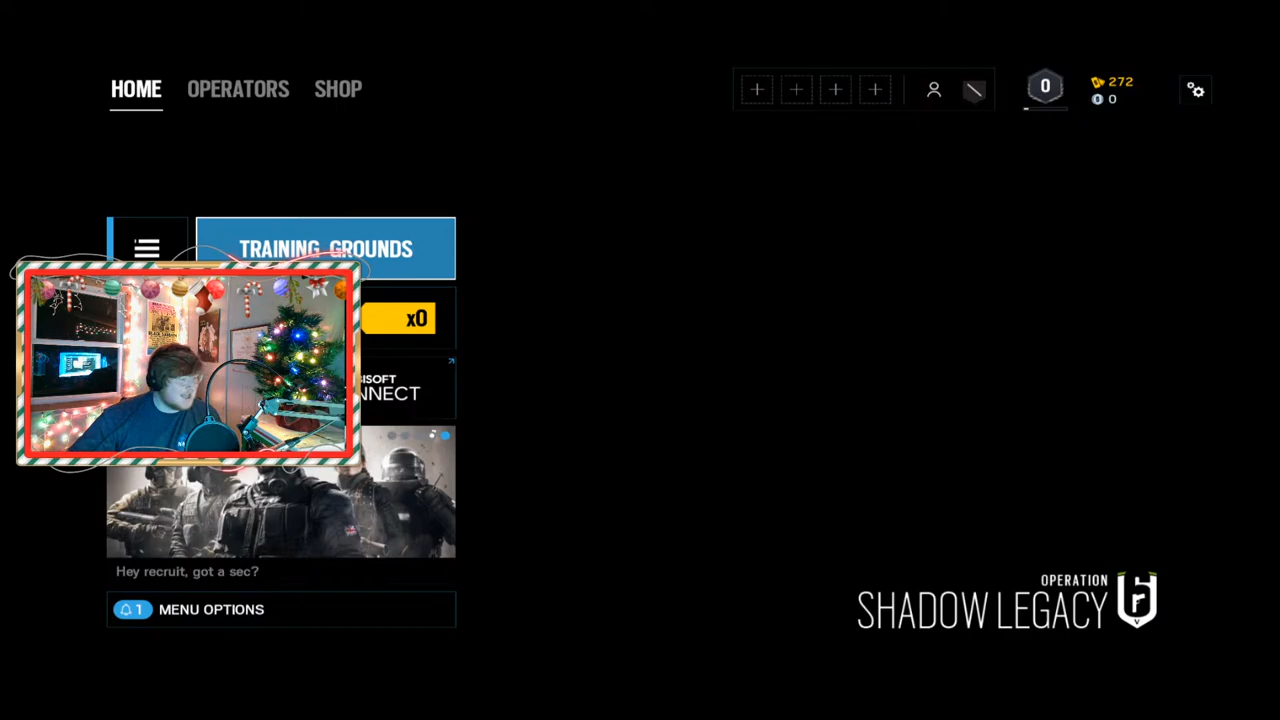 HOME OPERATORS SHOP
0
272
0
TRAINING GROUNDS
x0
NNECT
Hey recruit, got a sec?
1 MENU OPTIONS
OPERATION
SHADOW LEGACY